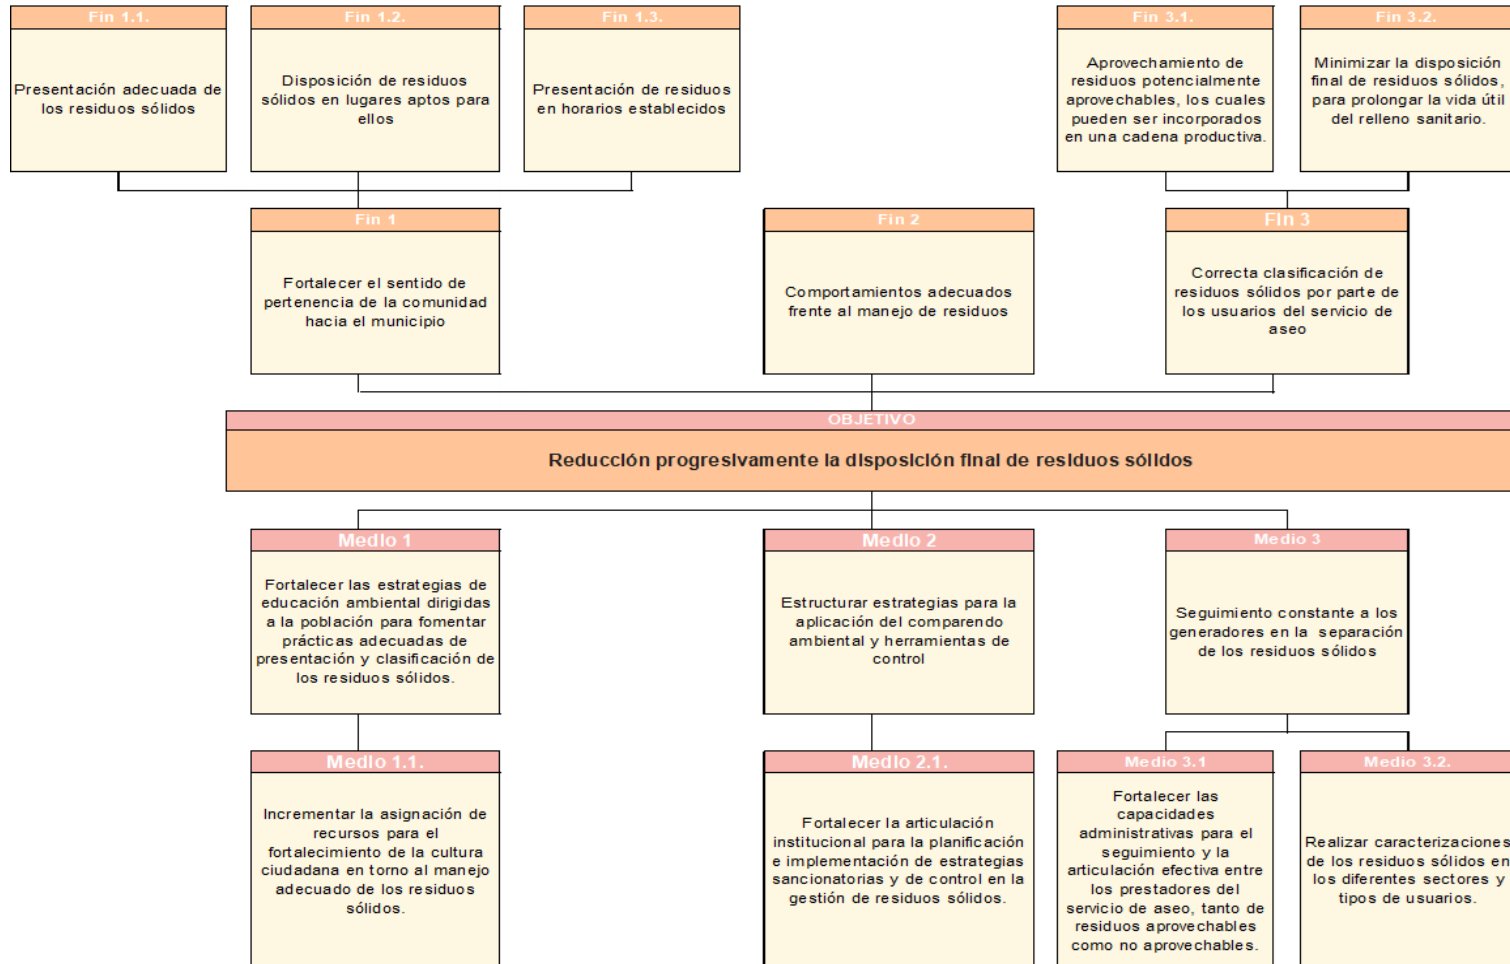 Fin 1.1.
Presentación adecuada de
los residuos sólidos
Fin 1.2.
Disposición de residuos
sólidos en lugares aptos para
ellos
Fin 1.3.
Presentación de residuos
en horarios establecidos
Fin 3.1.
Aprovechamiento de
residuos potencialmente
aprovechables, los cuales
pueden ser incorporados
en una cadena productiva.
Fin 3.2.
Minimizar la disposición
final de residuos sólidos,
para prolongar la vida útil
del relleno sanitario.
Fin 1
Fortalecer el sentido de
pertenencia de la comunidad
hacia el municipio
Fin 2
Comportamientos adecuados
frente al manejo de residuos
Fin 3
Correcta clasificación de
residuos sólidos por parte de
los usuarios del servicio de
aseo
OBJETIVO
Reducción progresivamente la disposición final de residuos sólidos
Medio 1
Fortalecer las estrategias de
educación ambiental dirigidas
a la población para fomentar
prácticas adecuadas de
presentación y clasificación de
los residuos sólidos.
Medio 2
Estructurar estrategias para la
aplicación del comparendo
ambiental y herramientas de
control
Medio 3
Seguimiento constante a los
generadores en la separación
de los residuos sólidos
Medio 1.1.
Incrementar la asignación de
recursos para el
fortalecimiento de la cultura
ciudadana en torno al manejo
adecuado de los residuos
sólidos.
Medio 2.1.
Fortalecer la articulación
institucional para la planificación
e implementación de estrategias
sancionatorias y de control en la
gestión de residuos sólidos.
Medio 3.1
Fortalecer las
capacidades
administrativas para el
seguimiento y la
articulación efectiva entre
los prestadores del
servicio de aseo, tanto de
residuos aprovechables
como no aprovechables.
Medio 3.2.
Realizar caracterizaciones
de los residuos sólidos en
los diferentes sectores y
tipos de usuarios.